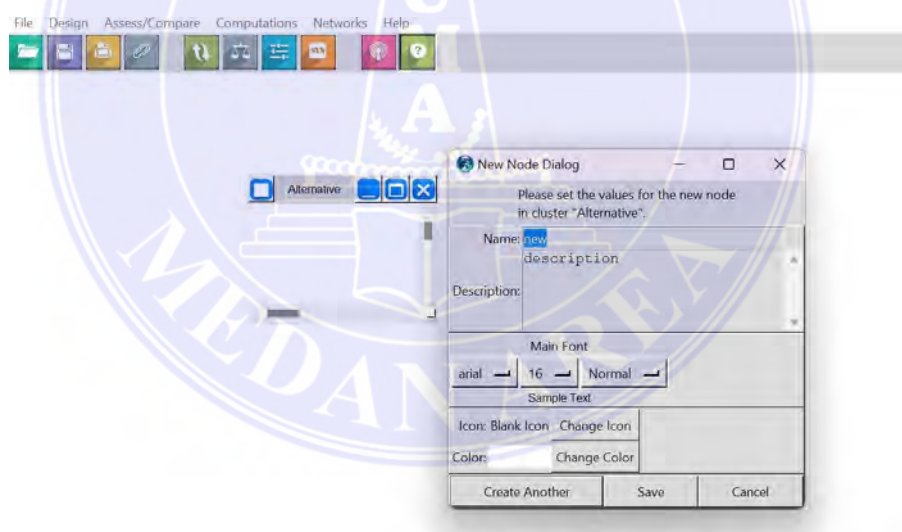 File Design Assess/Compare Computations Networks Help
Alternative
New Node Dialog
Please set the values for the new node
in cluster "Alternative".
Name: new
description
Description:
Main Font
arial 16 Normal
Sample Text
Icon: Blank Icon Change Icon
Color: Change Color
Create Another Save Cancel
M
A
MEDAN AREA